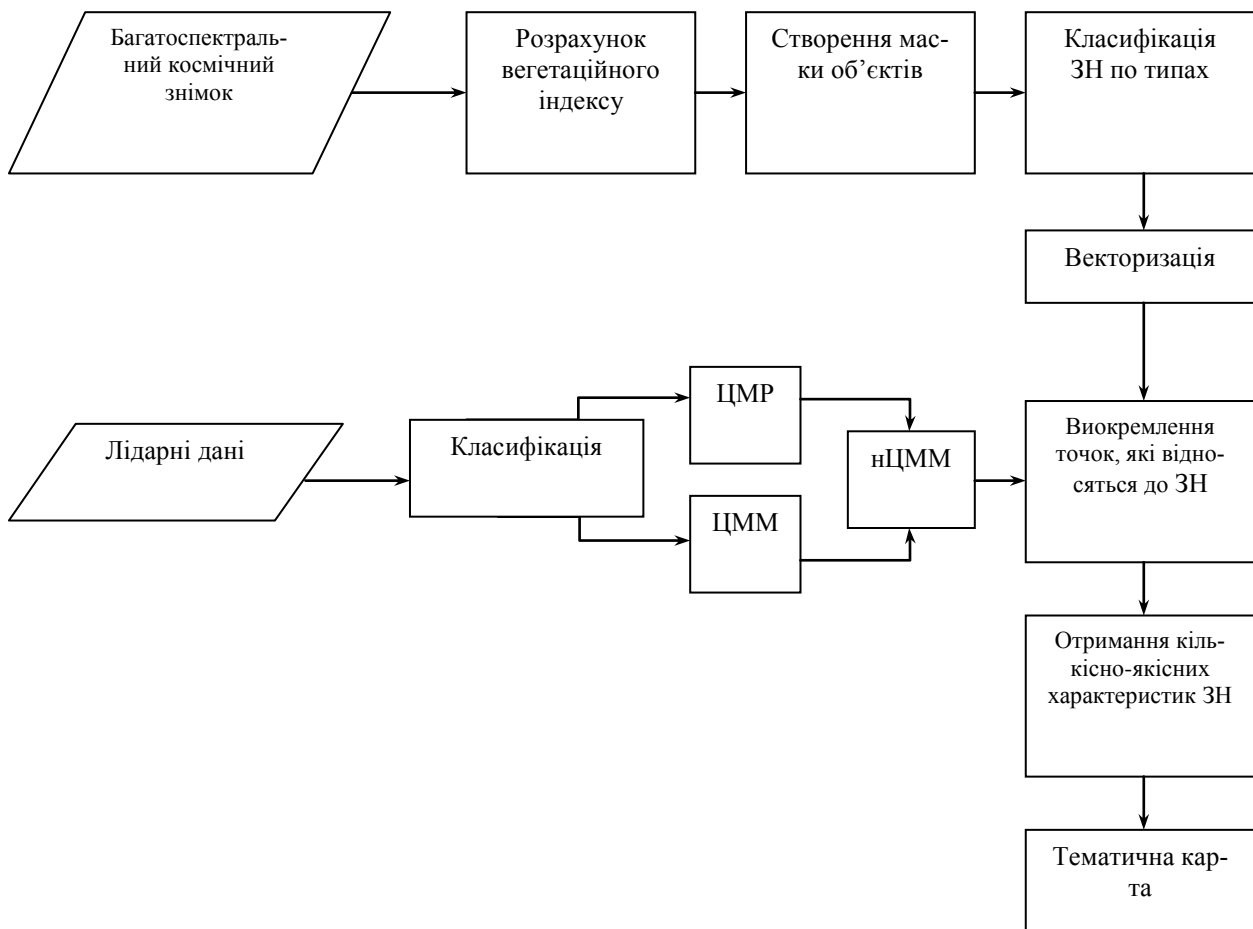 Багатоспектраль-
ний космічний
знімок
Розрахунок
вегетаційного
індексу
Створення мас-
ки об’єктів
Класифікація
ЗН по типах
Векторизація
Лідарні дані
Класифікація
ЦМР
ЦММ
нЦММ
Виокремлення
точок, які відно-
сяться до ЗН
Отримання кіль-
кісно-якісних
характеристик ЗН
Тематична кар-
та